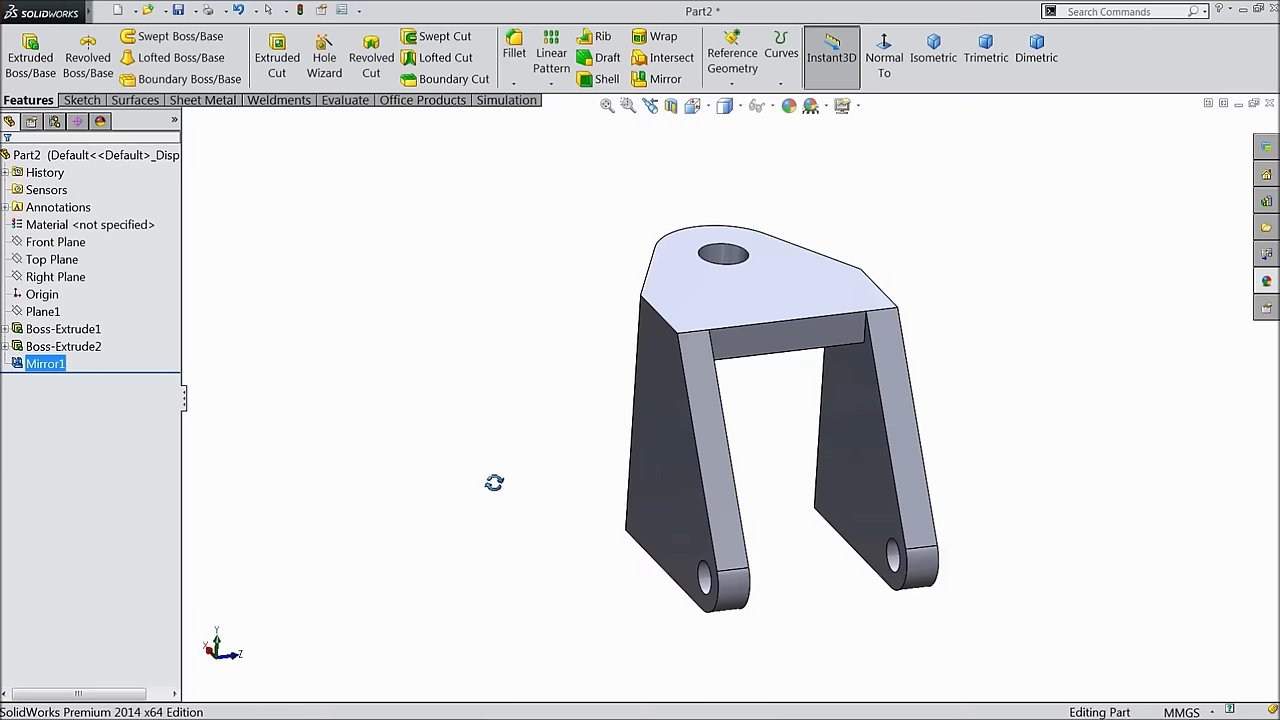 SOLIDWORKS
Part2 *
Search Commands
Extruded Boss/Base
Revolved Boss/Base
Swept Boss/Base
Lofted Boss/Base
Boundary Boss/Base
Extruded Cut
Hole Wizard
Revolved Cut
Swept Cut
Lofted Cut
Boundary Cut
Fillet
Linear Pattern
Rib
Draft
Shell
Wrap
Intersect
Mirror
Reference Geometry
Curves
Instant3D
Normal To
Isometric
Trimetric
Dimetric
Features
Sketch
Surfaces
Sheet Metal
Weldments
Evaluate
Office Products
Simulation
Part2 (Default<<Default>_Disp
History
Sensors
Annotations
Material <not specified>
Front Plane
Top Plane
Right Plane
Origin
Plane1
Boss-Extrude1
Boss-Extrude2
Mirror1
Y
X
Z
SolidWorks Premium 2014 x64 Edition
Editing Part
MMGS